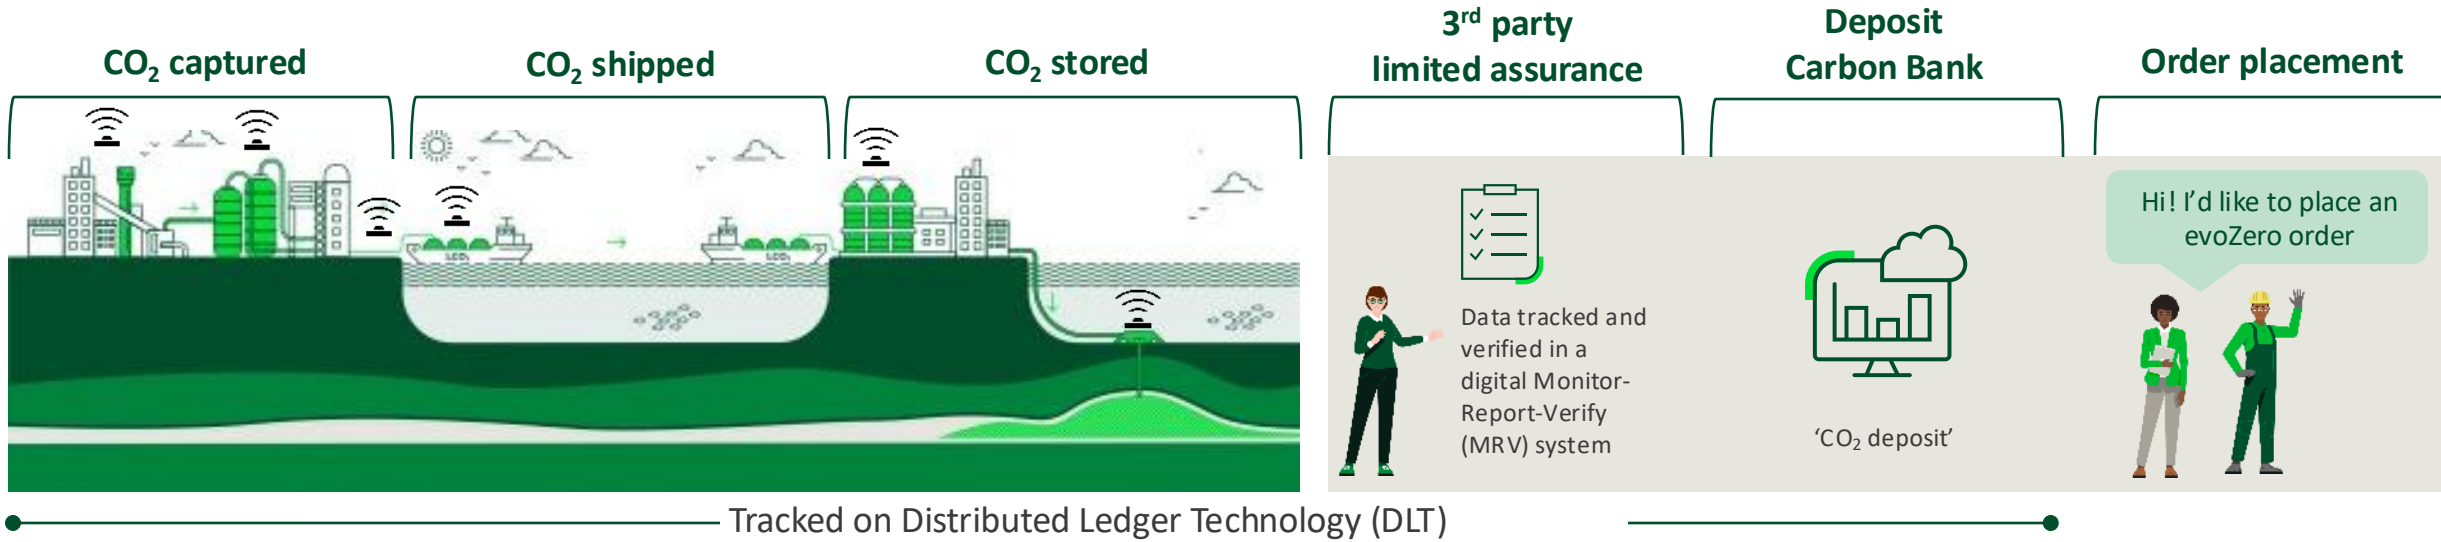 CO₂ captured
CO₂ shipped
CO₂ stored
3rd party
limited assurance
Deposit
Carbon Bank
Order placement
LCO₂
LCO₂
Data tracked and
verified in a
digital Monitor-
Report-Verify
(MRV) system
‘CO₂ deposit’
Hi! I’d like to place an
evoZero order
Tracked on Distributed Ledger Technology (DLT)